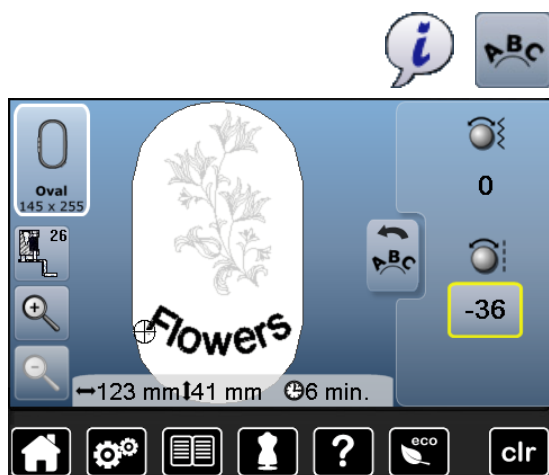 i
ABC
Oval
145 x 255
26
0
ABC
-36
Flowers
123 mm 41 mm 6 min.
?
eco
clr